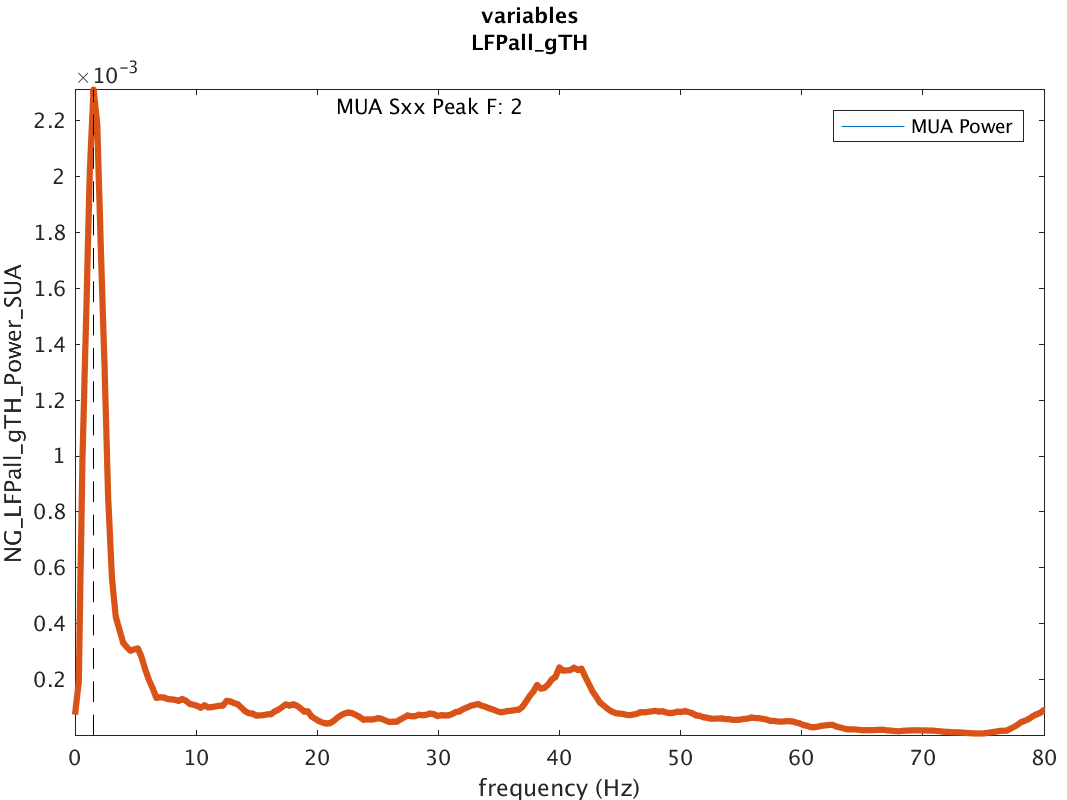 variables
LFPall_gTH
×10⁻³
MUA Sxx Peak F: 2
MUA Power
2.2
2
1.8
1.6
1.4
1.2
1
0.8
0.6
0.4
0.2
NG_LFPall_gTH_Power_SUA
0 10 20 30 40 50 60 70 80
frequency (Hz)